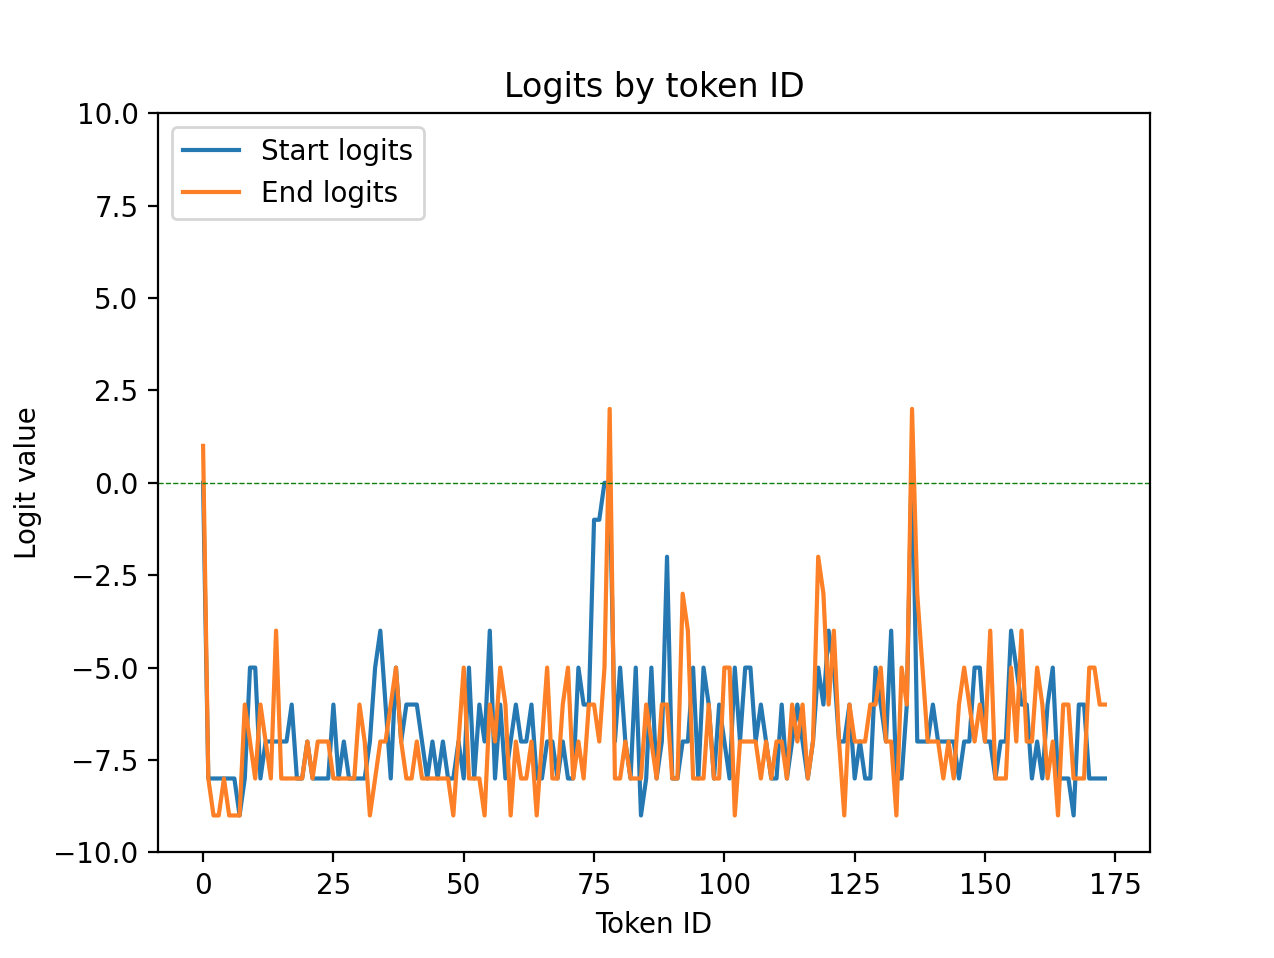 Logits by token ID
Start logits
End logits
10.0
7.5
5.0
2.5
0.0
−2.5
−5.0
−7.5
−10.0
Logit value
0 25 50 75 100 125 150 175
Token ID